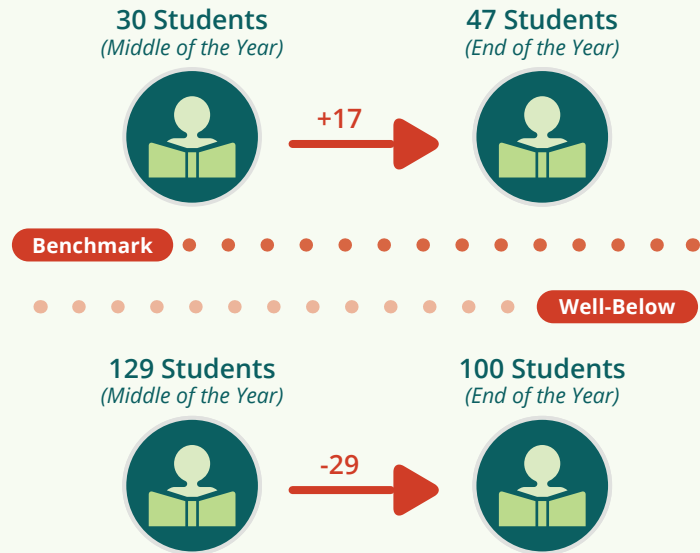 30 Students
(Middle of the Year)
47 Students
(End of the Year)
+17
Benchmark
Well-Below
129 Students
(Middle of the Year)
100 Students
(End of the Year)
-29